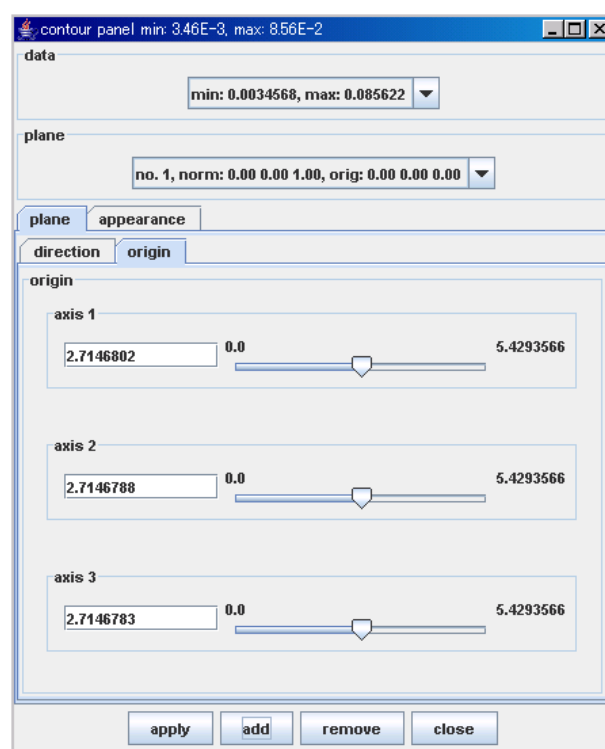 contour panel min: 3.46E-3, max: 8.56E-2
data
min: 0.0034568, max: 0.085622
plane
no. 1, norm: 0.00 0.00 1.00, orig: 0.00 0.00 0.00
plane appearance
direction origin
origin
axis 1
2.7146802 0.0 5.4293566
axis 2
2.7146788 0.0 5.4293566
axis 3
2.7146783 0.0 5.4293566
apply add remove close